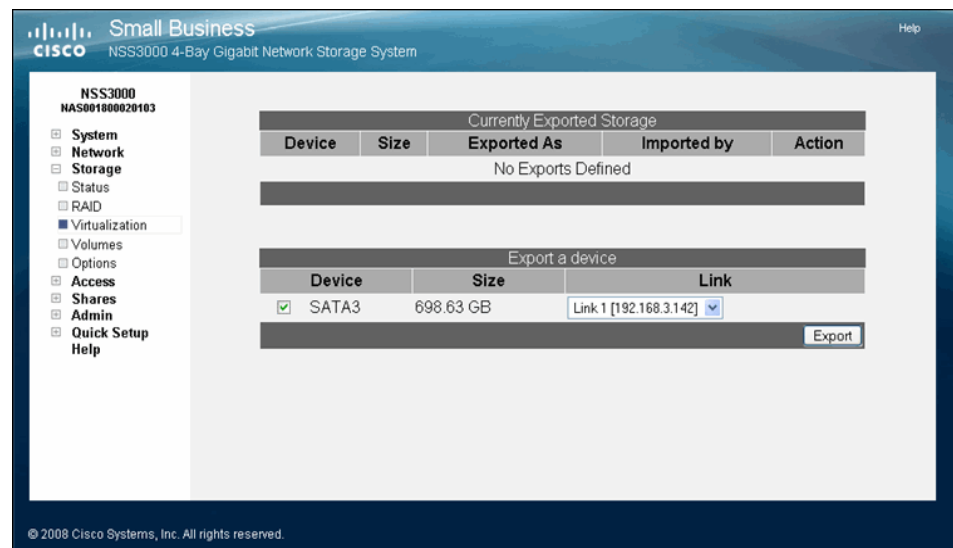 Small Business
CISCO NSS3000 4-Bay Gigabit Network Storage System
Help
NSS3000
NAS001800020103
System
Network
Storage
Status
RAID
Virtualization
Volumes
Options
Access
Shares
Admin
Quick Setup
Help
Currently Exported Storage
Device Size Exported As Imported by Action
No Exports Defined
Export a device
Device Size Link
SATA3 698.63 GB Link 1 [192.168.3.142]
Export
© 2008 Cisco Systems, Inc. All rights reserved.